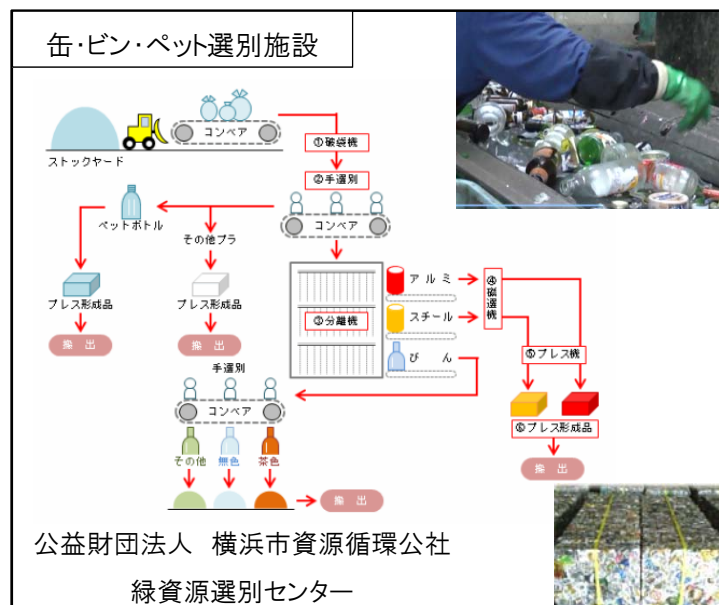 缶・ビン・ペット選別施設
コンベア
ストックヤード
①破袋機
②手選別
コンベア
ペットボトル
その他プラ
プレス形成品
プレス形成品
搬 出
搬 出
③分離機
ア ル ミ
スチール
び ん
④磁選機
⑤プレス機
⑥プレス形成品
搬 出
手選別
コンベア
その他
無色
茶色
搬 出
公益財団法人 横浜市資源循環公社
緑資源選別センター